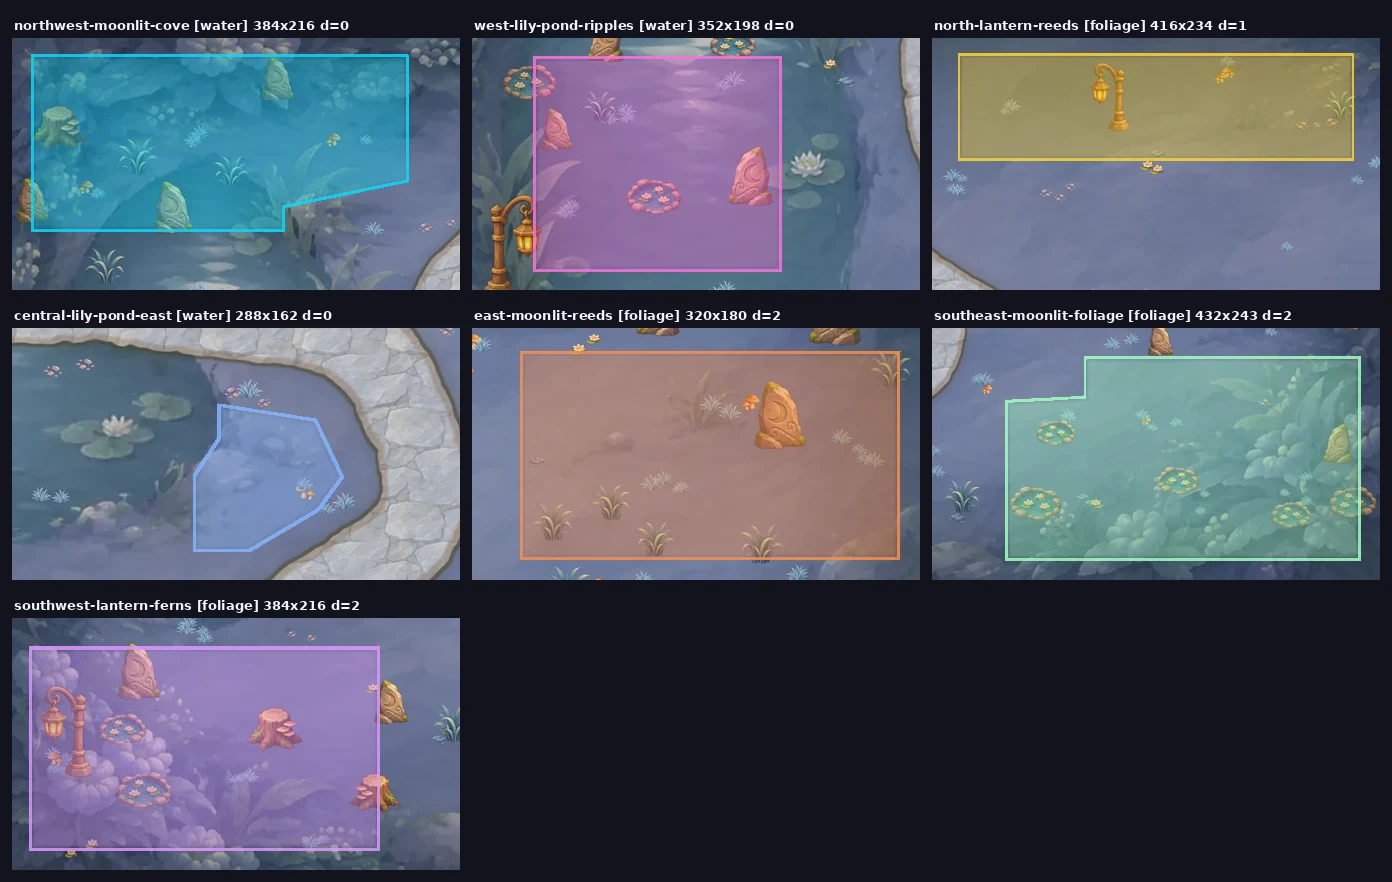 northwest-moonlit-cove [water] 384x216 d=0
west-lily-pond-ripples [water] 352x198 d=0
north-lantern-reeds [foliage] 416x234 d=1
central-lily-pond-east [water] 288x162 d=0
east-moonlit-reeds [foliage] 320x180 d=2
southeast-moonlit-foliage [foliage] 432x243 d=2
southwest-lantern-ferns [foliage] 384x216 d=2